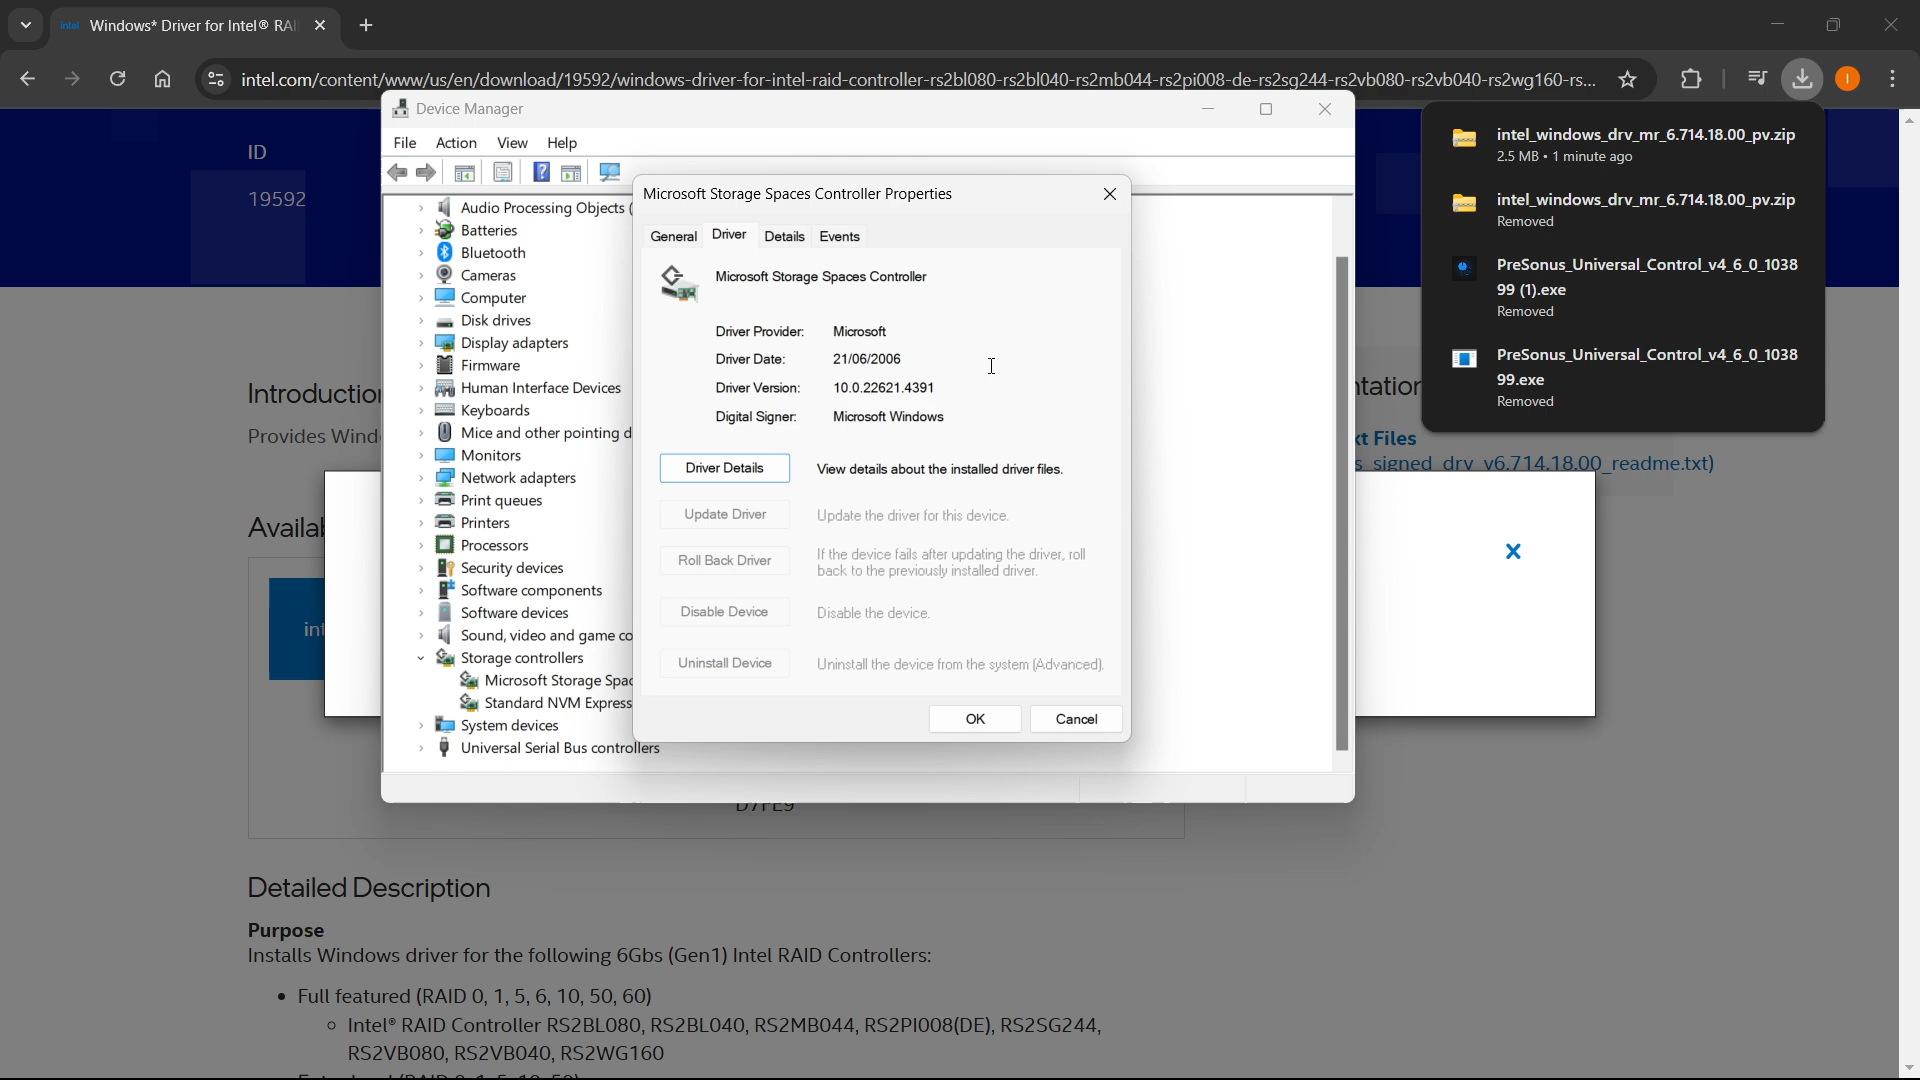 intel Windows* Driver for Intel® RAI
intel.com/content/www/us/en/download/19592/windows-driver-for-intel-raid-controller-rs2bl080-rs2bl040-rs2mb044-rs2pi008-de-rs2sg244-rs2vb080-rs2vb040-rs2wg160-rs...
I
intel_windows_drv_mr_6.714.18.00_pv.zip
2.5 MB • 1 minute ago
intel_windows_drv_mr_6.714.18.00_pv.zip
Removed
PreSonus_Universal_Control_v4_6_0_1038
99 (1).exe
Removed
PreSonus_Universal_Control_v4_6_0_1038
99.exe
Removed
ID
19592
Introduction
Provides Wind
Availab
int
ntation
xt Files
s_signed_drv_v6.714.18.00_readme.txt)
Device Manager
File Action View Help
Audio Processing Objects (
Batteries
Bluetooth
Cameras
Computer
Disk drives
Display adapters
Firmware
Human Interface Devices
Keyboards
Mice and other pointing d
Monitors
Network adapters
Print queues
Printers
Processors
Security devices
Software components
Software devices
Sound, video and game co
Storage controllers
Microsoft Storage Spac
Standard NVM Express
System devices
Universal Serial Bus controllers
Microsoft Storage Spaces Controller Properties
General Driver Details Events
Microsoft Storage Spaces Controller
Driver Provider: Microsoft
Driver Date: 21/06/2006
Driver Version: 10.0.22621.4391
Digital Signer: Microsoft Windows
Driver Details View details about the installed driver files.
Update Driver Update the driver for this device.
Roll Back Driver If the device fails after updating the driver, roll
back to the previously installed driver.
Disable Device Disable the device.
Uninstall Device Uninstall the device from the system (Advanced).
OK Cancel
D7FE9
Detailed Description
Purpose
Installs Windows driver for the following 6Gbs (Gen1) Intel RAID Controllers:
• Full featured (RAID 0, 1, 5, 6, 10, 50, 60)
Intel® RAID Controller RS2BL080, RS2BL040, RS2MB044, RS2PI008(DE), RS2SG244,
RS2VB080, RS2VB040, RS2WG160